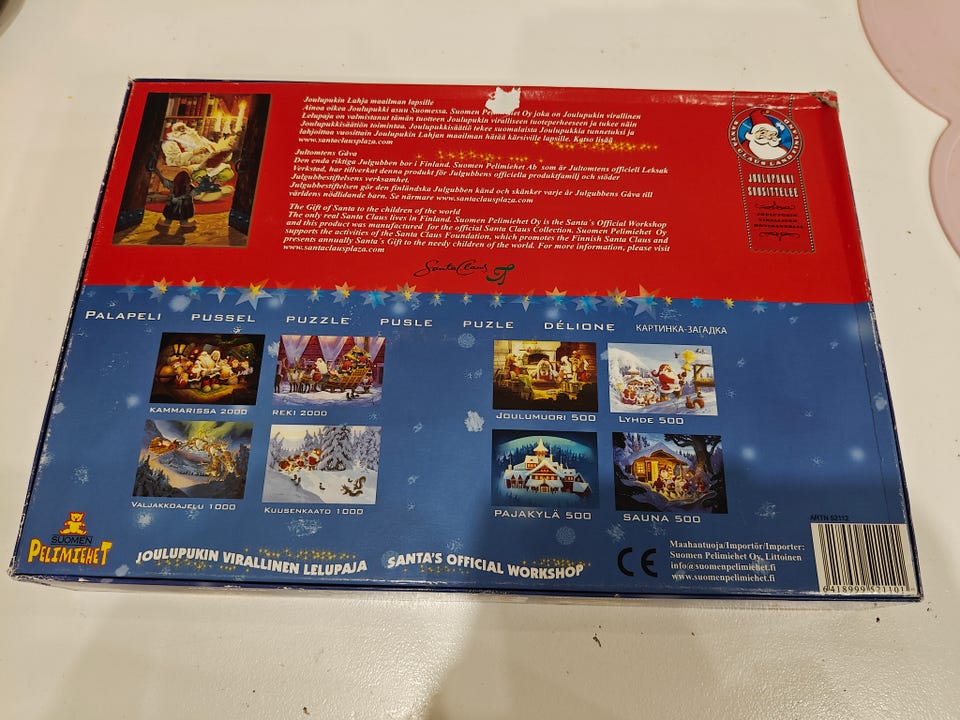 Joulupukin Lahja maailman lapsille
Ainoa oikea Joulupukki asuu Suomessa. Suomen Pelimiehet Oy joka on Joulupukin virallinen
Lelupaja on valmistanut tämän tuotteen Joulupukin viralliseen tuoteperheeseen ja tukee näin
Joulupukkisäätiön toimintaa. Joulupukkisäätiö tekee suomalaista Joulupukkia tunnetuksi ja
lahjoittaa vuosittain Joulupukin Lahjan maailman hätää kärsiville lapsille. Katso lisää
www.santaclausplaza.com
Jultomtens Gåva
Den enda riktiga Julgubben bor i Finland. Suomen Pelimiehet Ab som är Joultomtens officiell Leksak
Verkstad, har tillverkat denna produkt för Julgubbens officiella produktfamilj och stöder
Julgubbestiftelsens verksamhet.
Julgubbestiftelsen gör den finländska Julgubben känd och skänker varje år Julgubbens Gåva till
världens nödlidande barn. Se närmare www.santaclausplaza.com
The Gift of Santa to the children of the world
The only real Santa Claus lives in Finland. Suomen Pelimiehet Oy is the Santa's Official Workshop
and this product was manufactured for the official Santa Claus Collection. Suomen Pelimiehet Oy
supports the activities of the Santa Claus Foundation, which promotes the Finnish Santa Claus and
presents annually Santa's Gift to the needy children of the world. For more information, please visit
www.santaclausplaza.com
Santa Claus
JOULUPUKKI
SUOSITTELEE
JOULUPUKIN
VIRALLINEN
PALAPELI PUSSEL PUZZLE PUSLE PUZLE DÉLIONE КАРТИНКА-ЗАГАДКА
KAMMARISSA 2000
REKI 2000
JOULUMUORI 500
LYHDE 500
VALJAKKOAJELU 1000
KUUSENKAATO 1000
PAJAKYLÄ 500
SAUNA 500
SUOMEN
PELIMIEHET
JOULUPUKIN VIRALLINEN LELUPAJA
SANTA'S OFFICIAL WORKSHOP
CE
Maahantuoja/Importör/Importer:
Suomen Pelimiehet Oy, Littoinen
info@suomenpelimiehet.fi
www.suomenpelimiehet.fi
ARTN 52112
6418999521101